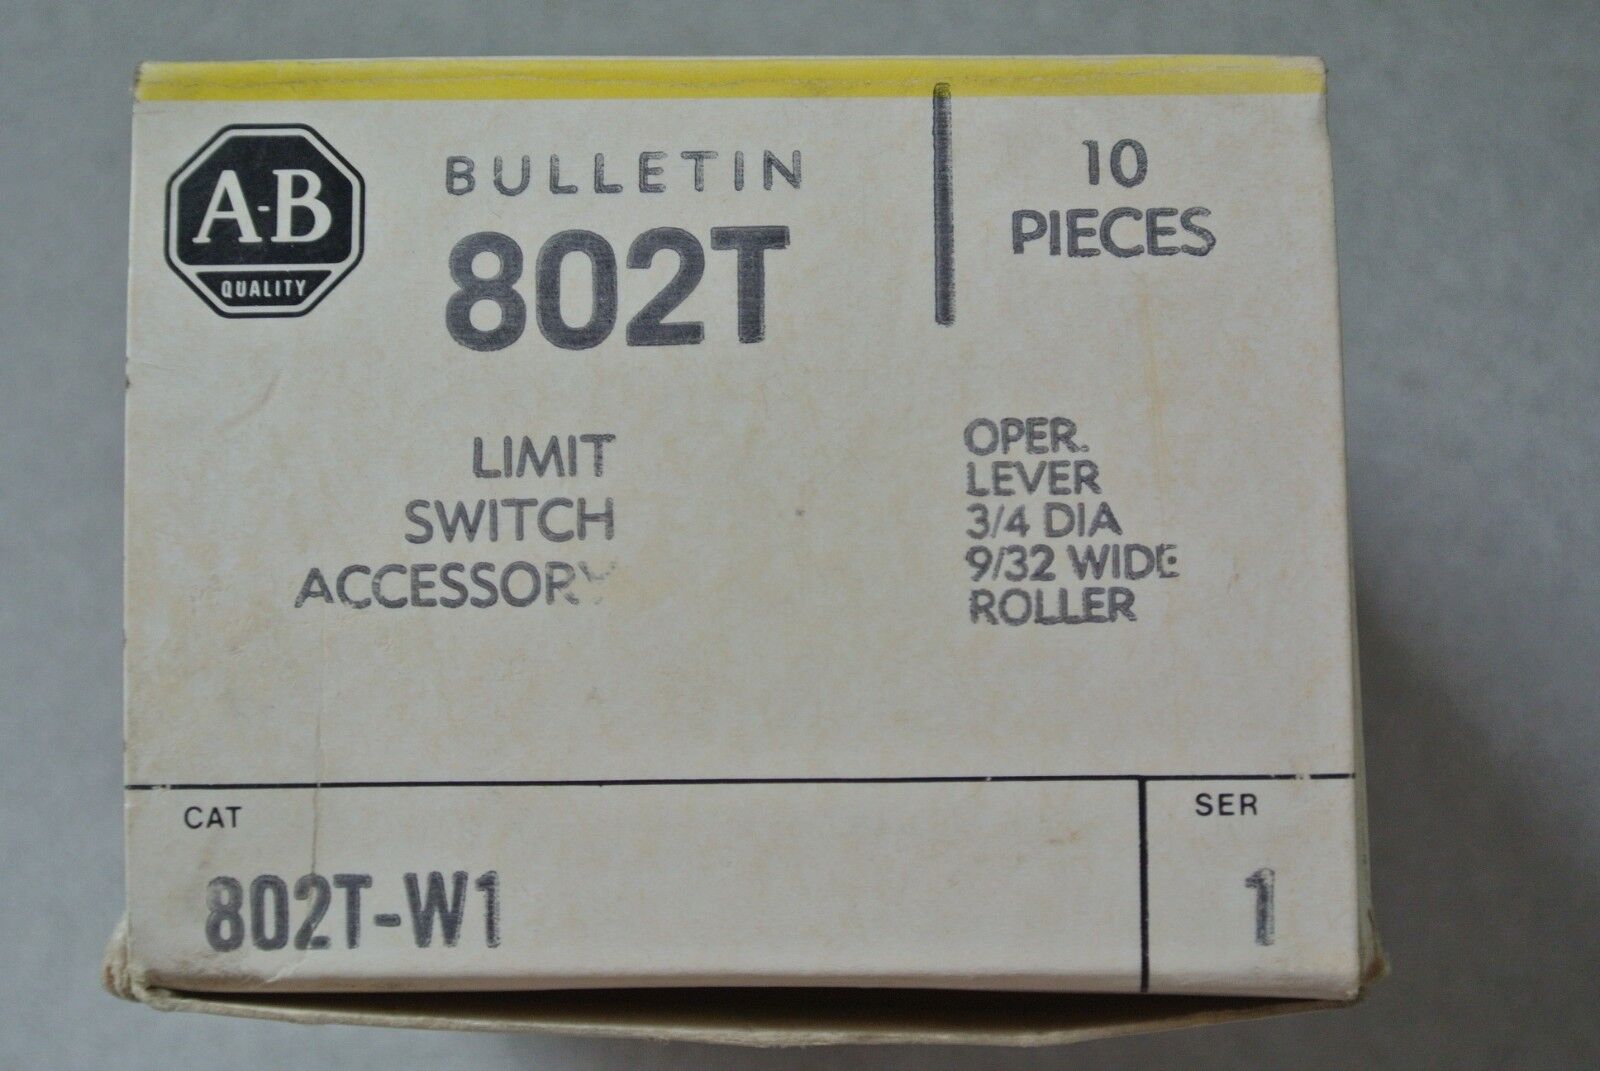 A-B
QUALITY
BULLETIN
802T
10
PIECES
LIMIT
SWITCH
ACCESSORY
OPER.
LEVER
3/4 DIA
9/32 WIDE
ROLLER
CAT
802T-W1
SER
1